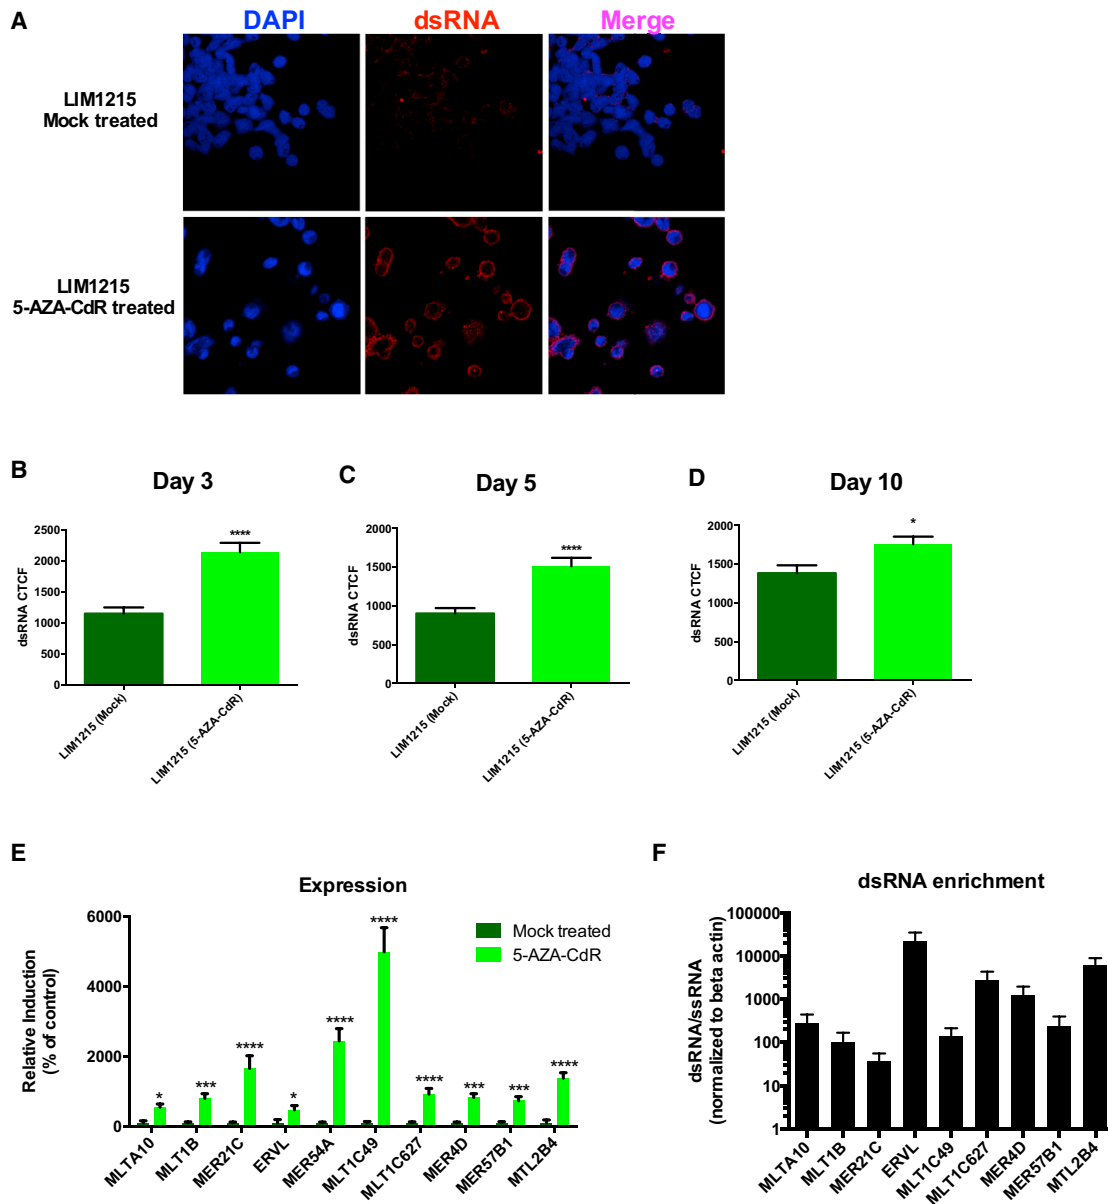 A
DAPI
dsRNA
Merge
LIM1215
Mock treated
LIM1215
5-AZA-CdR treated
B
Day 3
dsRNA CTCF
2500
2000
1500
1000
500
0
****
LIM1215 (Mock)
LIM1215 (5-AZA-CdR)
C
Day 5
dsRNA CTCF
2000
1500
1000
500
0
****
LIM1215 (Mock)
LIM1215 (5-AZA-CdR)
D
Day 10
dsRNA CTCF
2000
1500
1000
500
0
*
LIM1215 (Mock)
LIM1215 (5-AZA-CdR)
E
Expression
Relative Induction
(% of control)
6000
4000
2000
0
Mock treated
5-AZA-CdR
*
***
****
*
****
****
****
***
***
****
MLTA10
MLT1B
MER21C
ERVL
MER54A
MLT1C49
MLT1C627
MER4D
MER57B1
MTL2B4
F
dsRNA enrichment
dsRNA/ssRNA
(normalized to beta actin)
100000
10000
1000
100
10
1
MLTA10
MLT1B
MER21C
ERVL
MLT1C49
MLT1C627
MER4D
MER57B1
MTL2B4